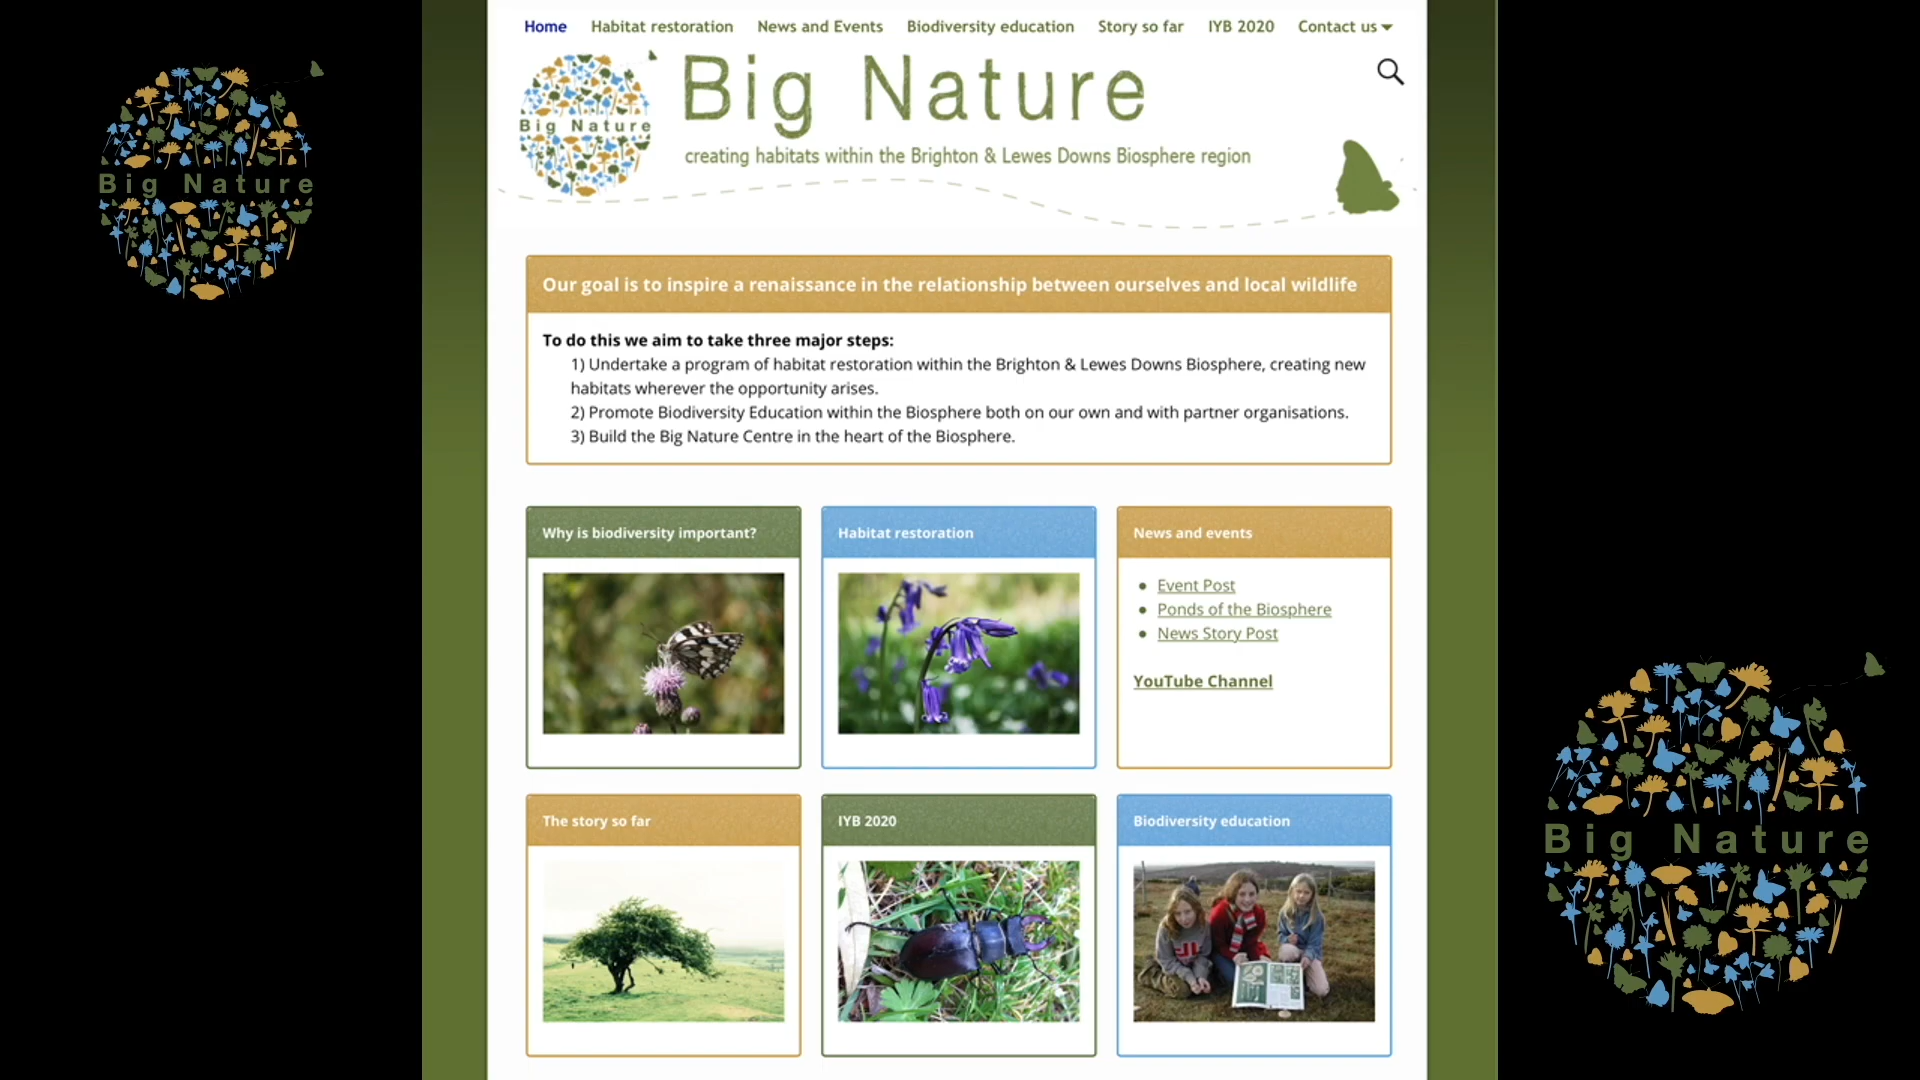 Home Habitat restoration News and Events Biodiversity education Story so far IYB 2020 Contact us
Big Nature
Big Nature
creating habitats within the Brighton & Lewes Downs Biosphere region
Big Nature
Our goal is to inspire a renaissance in the relationship between ourselves and local wildlife
To do this we aim to take three major steps:
1) Undertake a program of habitat restoration within the Brighton & Lewes Downs Biosphere, creating new
habitats wherever the opportunity arises.
2) Promote Biodiversity Education within the Biosphere both on our own and with partner organisations.
3) Build the Big Nature Centre in the heart of the Biosphere.
Why is biodiversity important?
Habitat restoration
News and events
Event Post
Ponds of the Biosphere
News Story Post
YouTube Channel
The story so far
IYB 2020
Biodiversity education
Big Nature